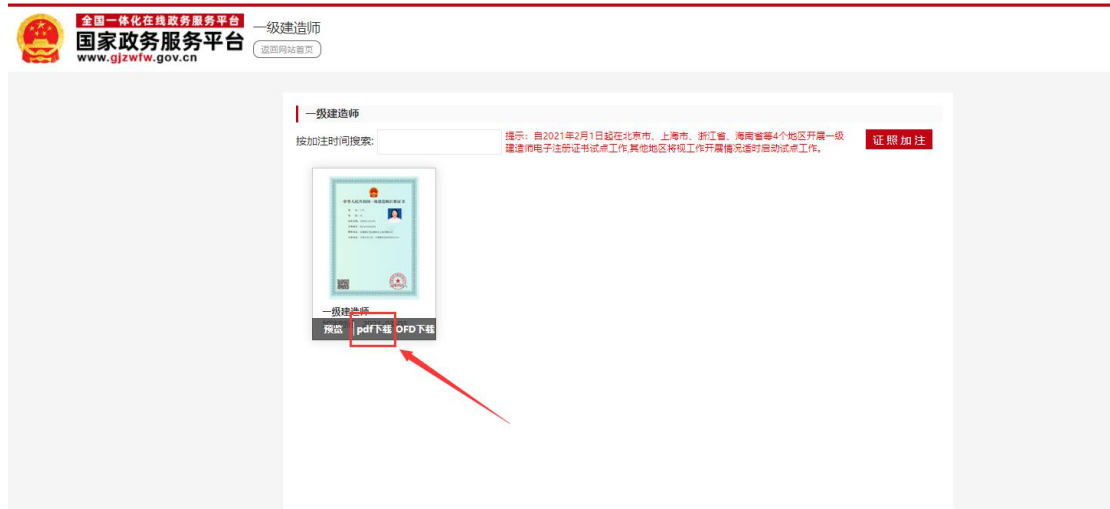 全国一体化在线政务服务平台
国家政务服务平台
www.gjzwfw.gov.cn
一级建造师
返回网站首页
一级建造师
按加注时间搜索:
提示：自2021年2月1日起在北京市、上海市、浙江省、海南省等4个地区开展一级
建造师电子注册证书试点工作,其他地区将视工作开展情况适时启动试点工作。
证照加注
一级建造师
预览 | pdf下载 OFD下载